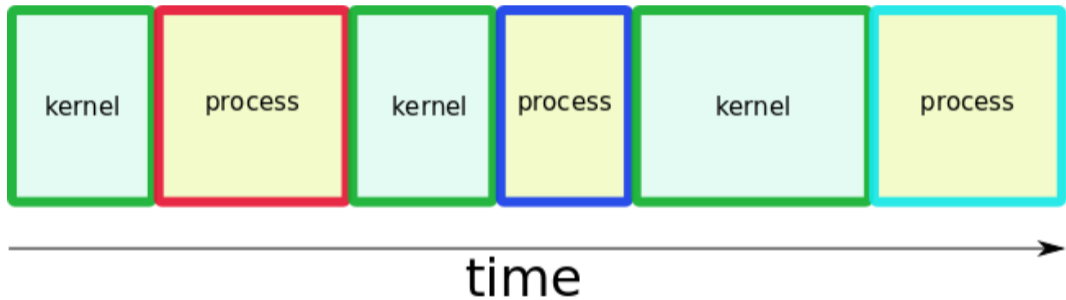 kernel
process
kernel
process
kernel
process
time